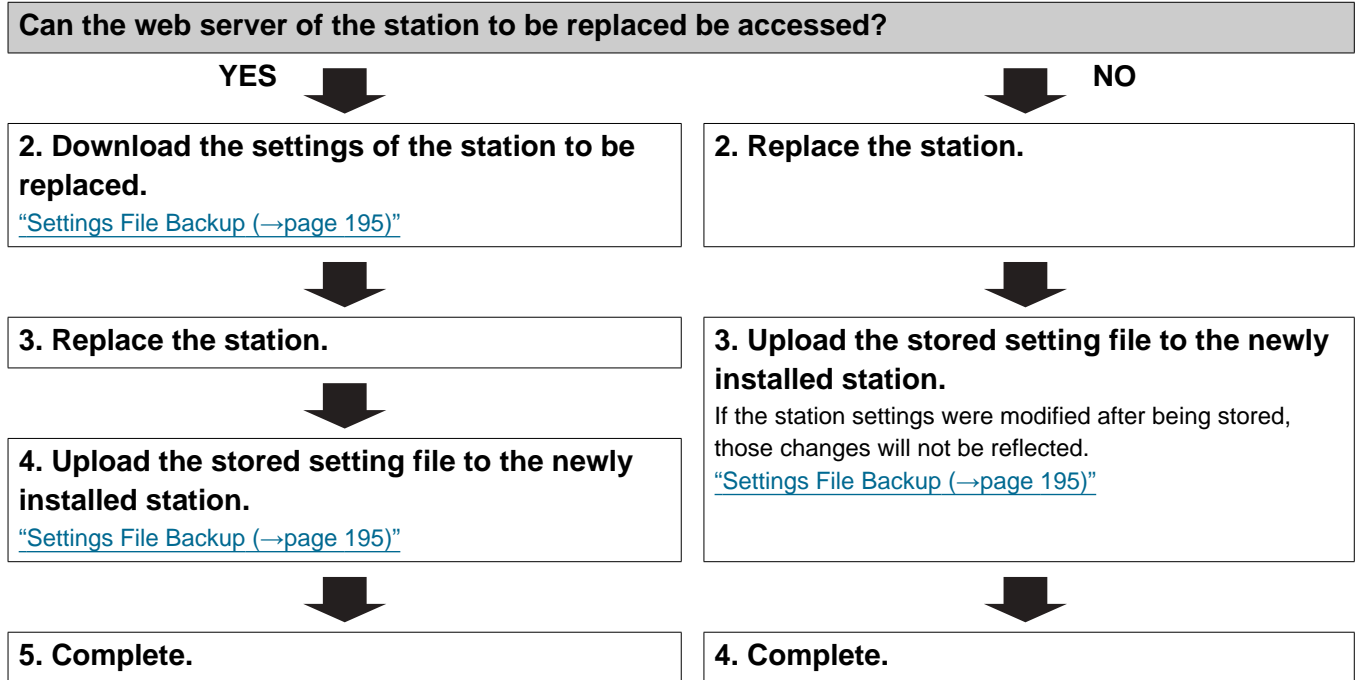 Can the web server of the station to be replaced be accessed?
YES
NO
2. Download the settings of the station to be
replaced.
“Settings File Backup (→page 195)”
3. Replace the station.
4. Upload the stored setting file to the newly
installed station.
“Settings File Backup (→page 195)”
5. Complete.
2. Replace the station.
3. Upload the stored setting file to the newly
installed station.
If the station settings were modified after being stored,
those changes will not be reflected.
“Settings File Backup (→page 195)”
4. Complete.